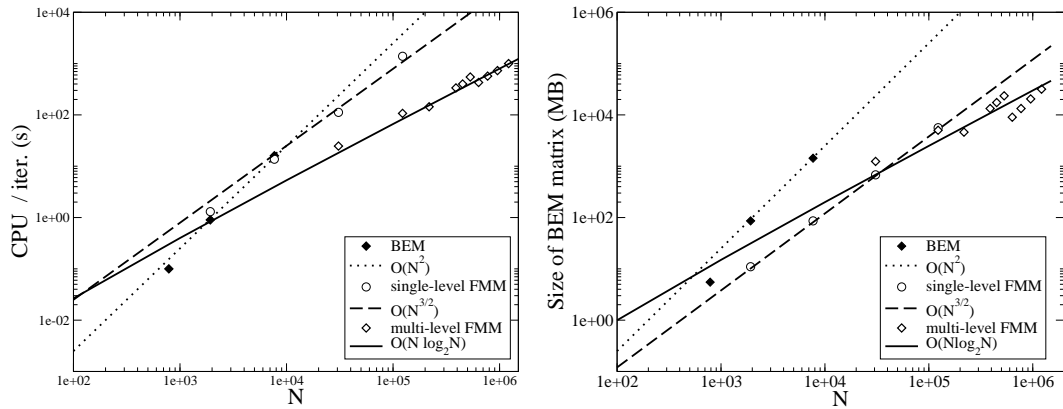 1e+04
1e+02
1e+00
1e-02
CPU / iter. (s)
1e+02 1e+03 1e+04 1e+05 1e+06
N
BEM
O(N²)
single-level FMM
O(N³/²)
multi-level FMM
O(N log₂N)
1e+06
1e+04
1e+02
1e+00
Size of BEM matrix (MB)
1e+02 1e+03 1e+04 1e+05 1e+06
N
BEM
O(N²)
single-level FMM
O(N³/²)
multi-level FMM
O(Nlog₂N)